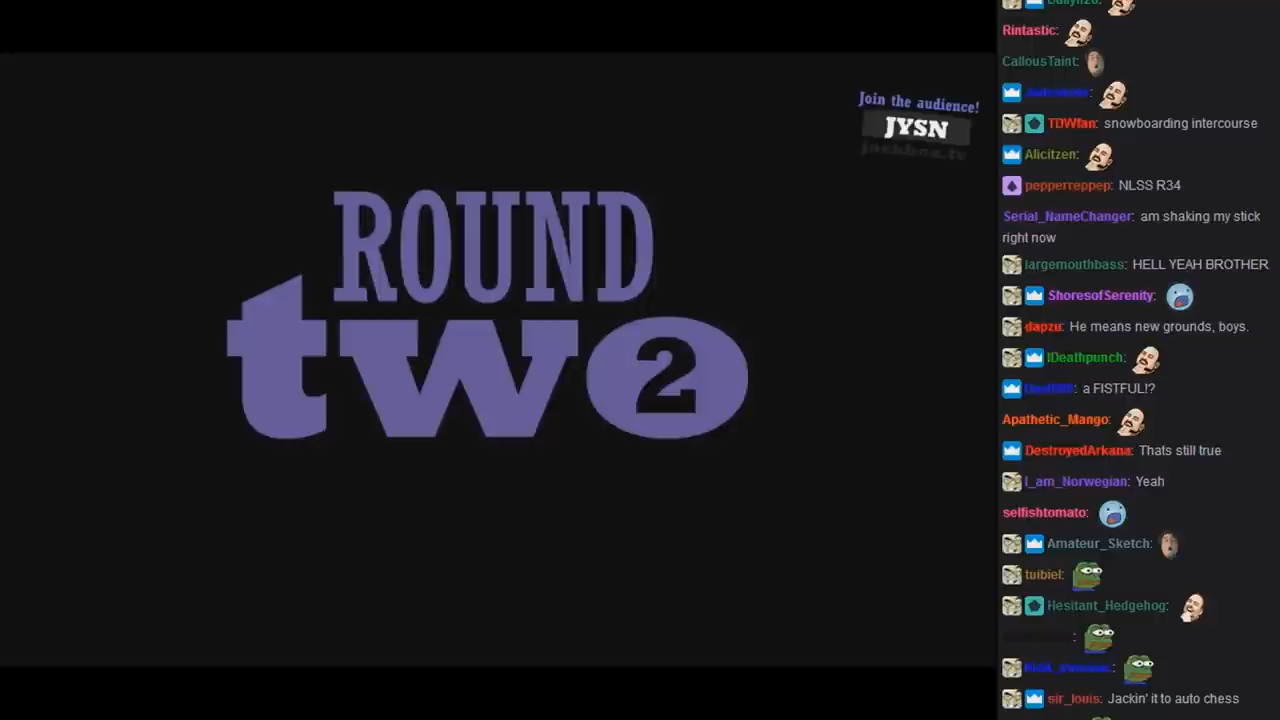 Join the audience!
JYSN
jackbox.tv
ROUND
twO
2
Rintastic:
CallousTaint:
TDWfan: snowboarding intercourse
Alicitzen:
pepperreppep: NLSS R34
Serial_NameChanger: am shaking my stick
right now
largemouthbass: HELL YEAH BROTHER
ShoresofSerenity:
dapzu: He means new grounds, boys.
IDeathpunch:
a FISTFUL!?
Apathetic_Mango:
DestroyedArkana: Thats still true
I_am_Norwegian: Yeah
selfishtomato:
Amateur_Sketch:
tuibiel:
Hesitant_Hedgehog:
:
sir_louis: Jackin' it to auto chess